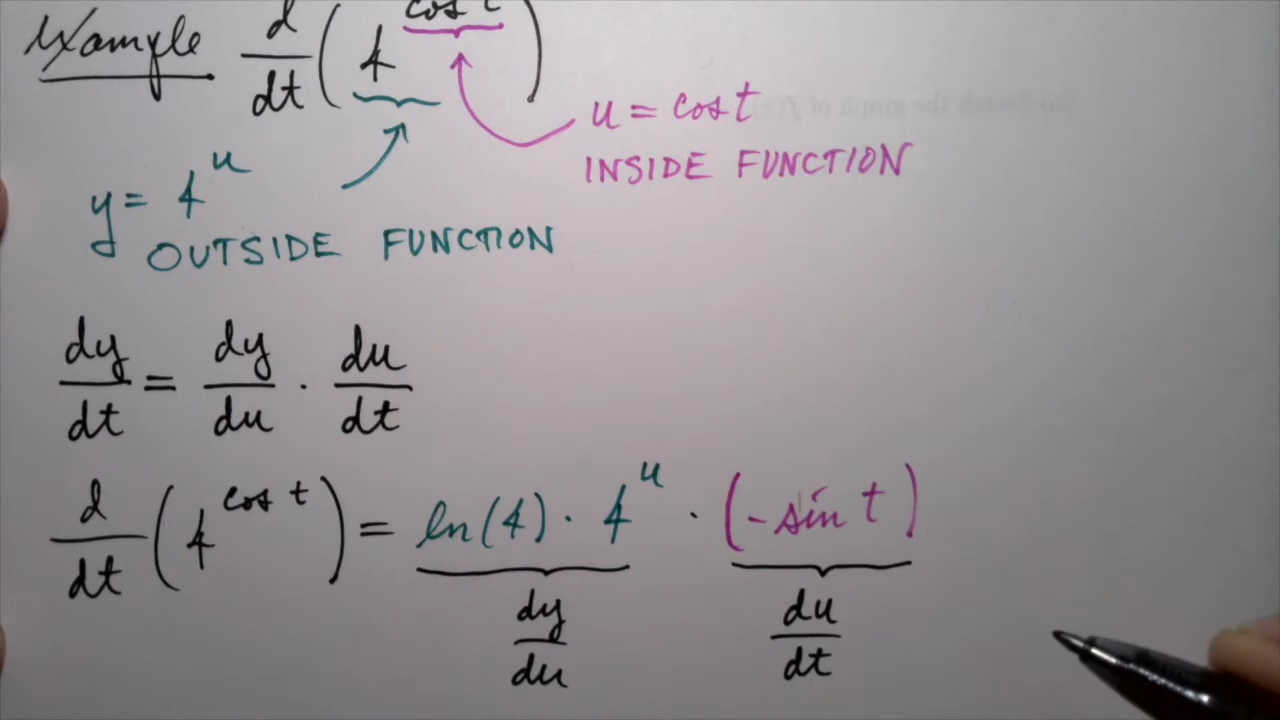 Example d/dt (4^cos t)
u = cos t
INSIDE FUNCTION
y = 4^u
OUTSIDE FUNCTION
dy/dt = dy/du · du/dt
d/dt (4^cos t) = ln(4) · 4^u · (- sin t)
dy/du du/dt